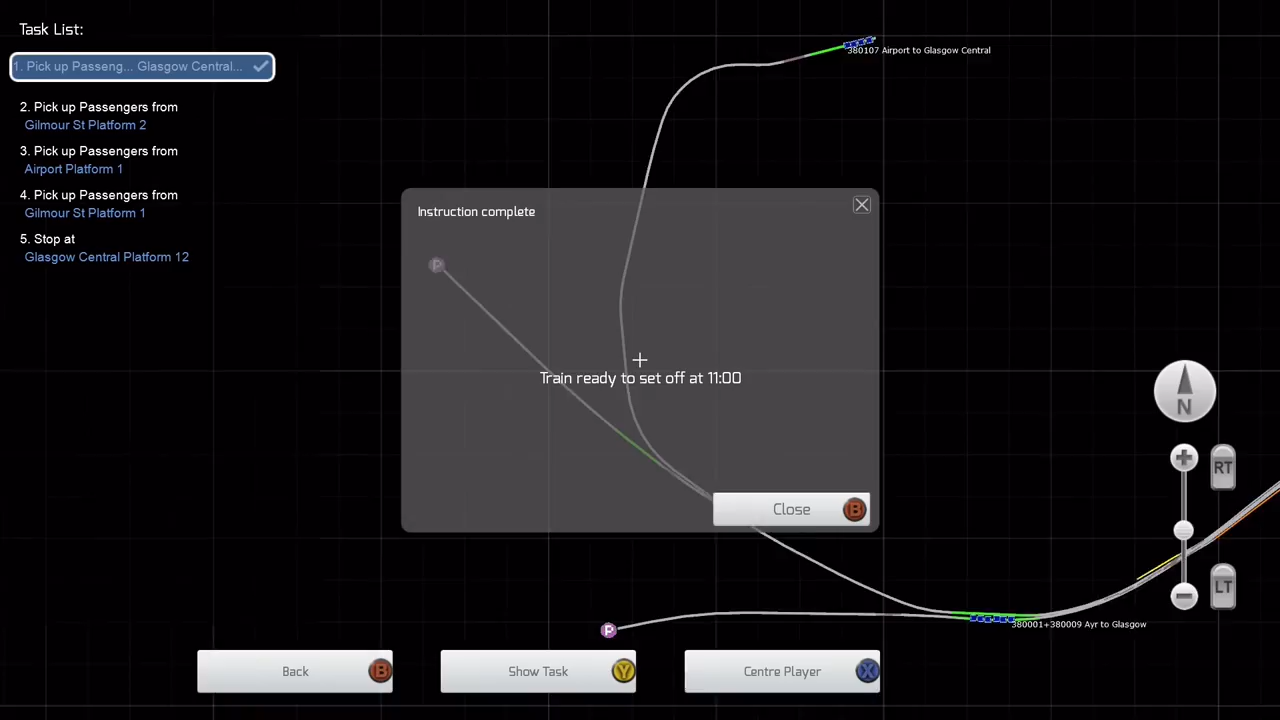 Task List:
1. Pick up Passeng... Glasgow Central...
2. Pick up Passengers from
Gilmour St Platform 2
3. Pick up Passengers from
Airport Platform 1
4. Pick up Passengers from
Gilmour St Platform 1
5. Stop at
Glasgow Central Platform 12
380107 Airport to Glasgow Central
Instruction complete
P
Train ready to set off at 11:00
Close B
N
RT
LT
380001+380009 Ayr to Glasgow
P
Back B
Show Task Y
Centre Player X